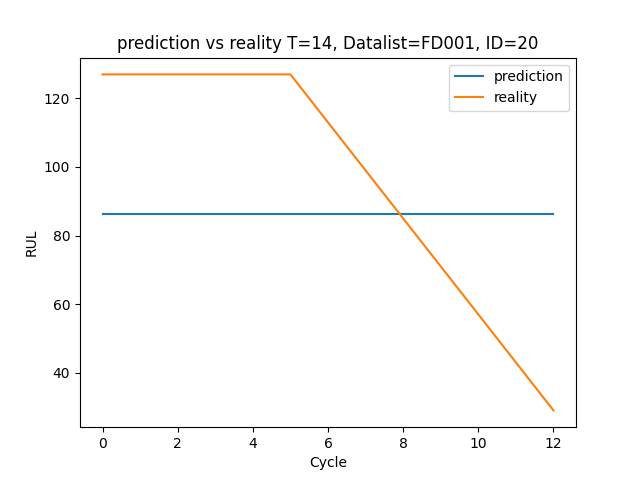 prediction vs reality T=14, Datalist=FD001, ID=20
prediction
reality
120
100
80
60
40
RUL
0 2 4 6 8 10 12
Cycle